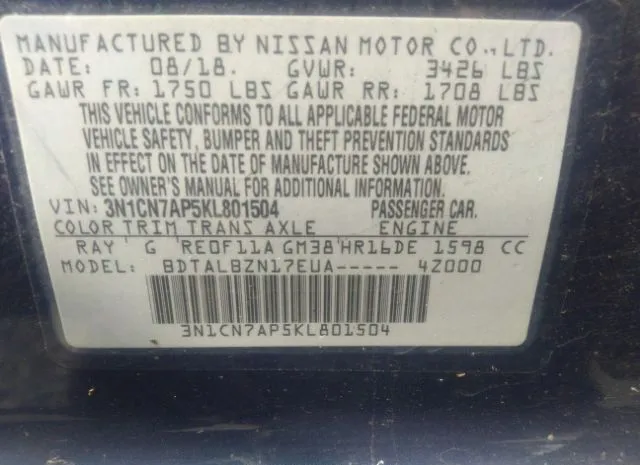 MANUFACTURED BY NISSAN MOTOR CO., LTD.
DATE: 08/18. GVWR: 3426 LBS
GAWR FR: 1750 LBS GAWR RR: 1708 LBS
THIS VEHICLE CONFORMS TO ALL APPLICABLE FEDERAL MOTOR
VEHICLE SAFETY, BUMPER AND THEFT PREVENTION STANDARDS
IN EFFECT ON THE DATE OF MANUFACTURE SHOWN ABOVE.
SEE OWNER'S MANUAL FOR ADDITIONAL INFORMATION.
VIN: 3N1CN7AP5KL801504 PASSENGER CAR.
COLOR TRIM TRANS AXLE ENGINE
RAY G RE0F11A GM38 HR16DE 1598 CC
MODEL: BDTALBZN17EUA----- 4Z000
3N1CN7AP5KL801504